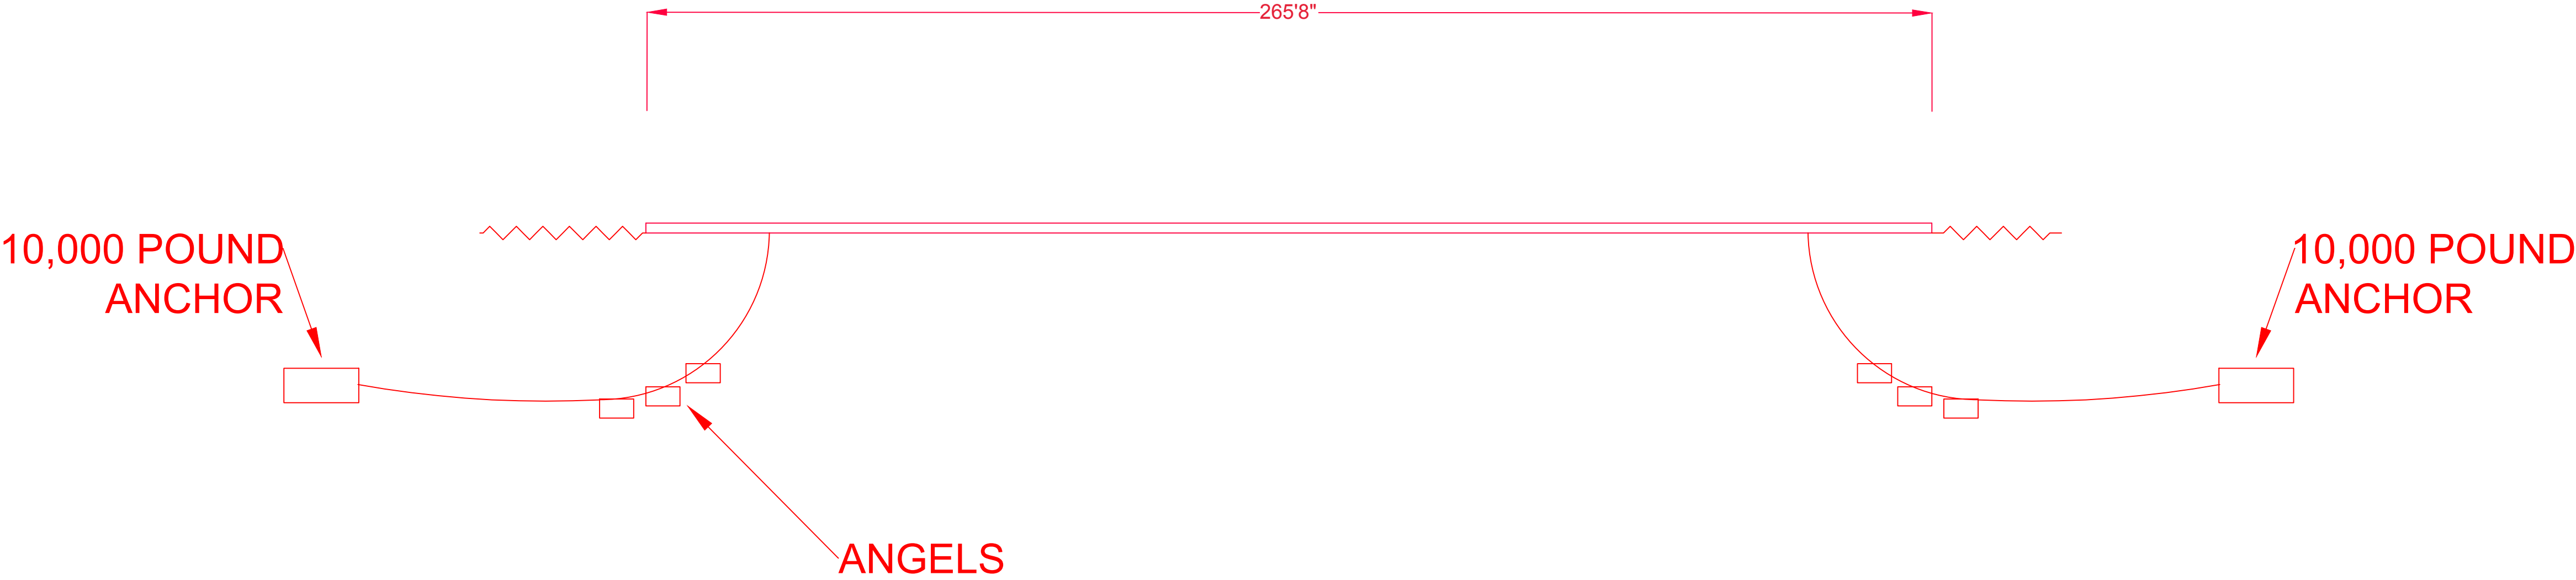 265'8"
10,000 POUND
ANCHOR
10,000 POUND
ANCHOR
ANGELS